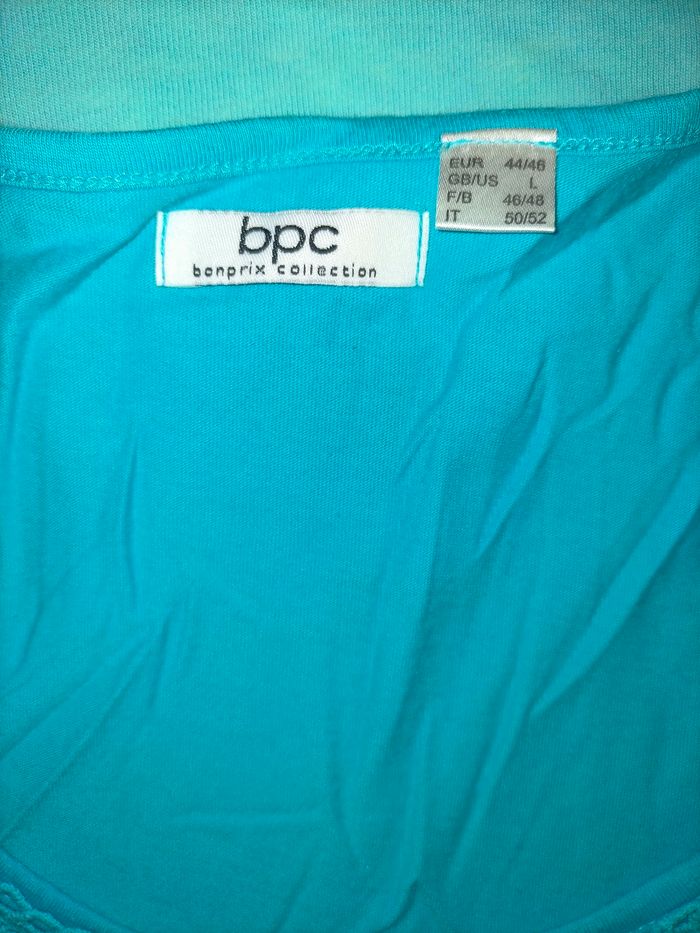 bpc
bonprix collection
EUR 44/46
GB/US L
F/B 46/48
IT 50/52